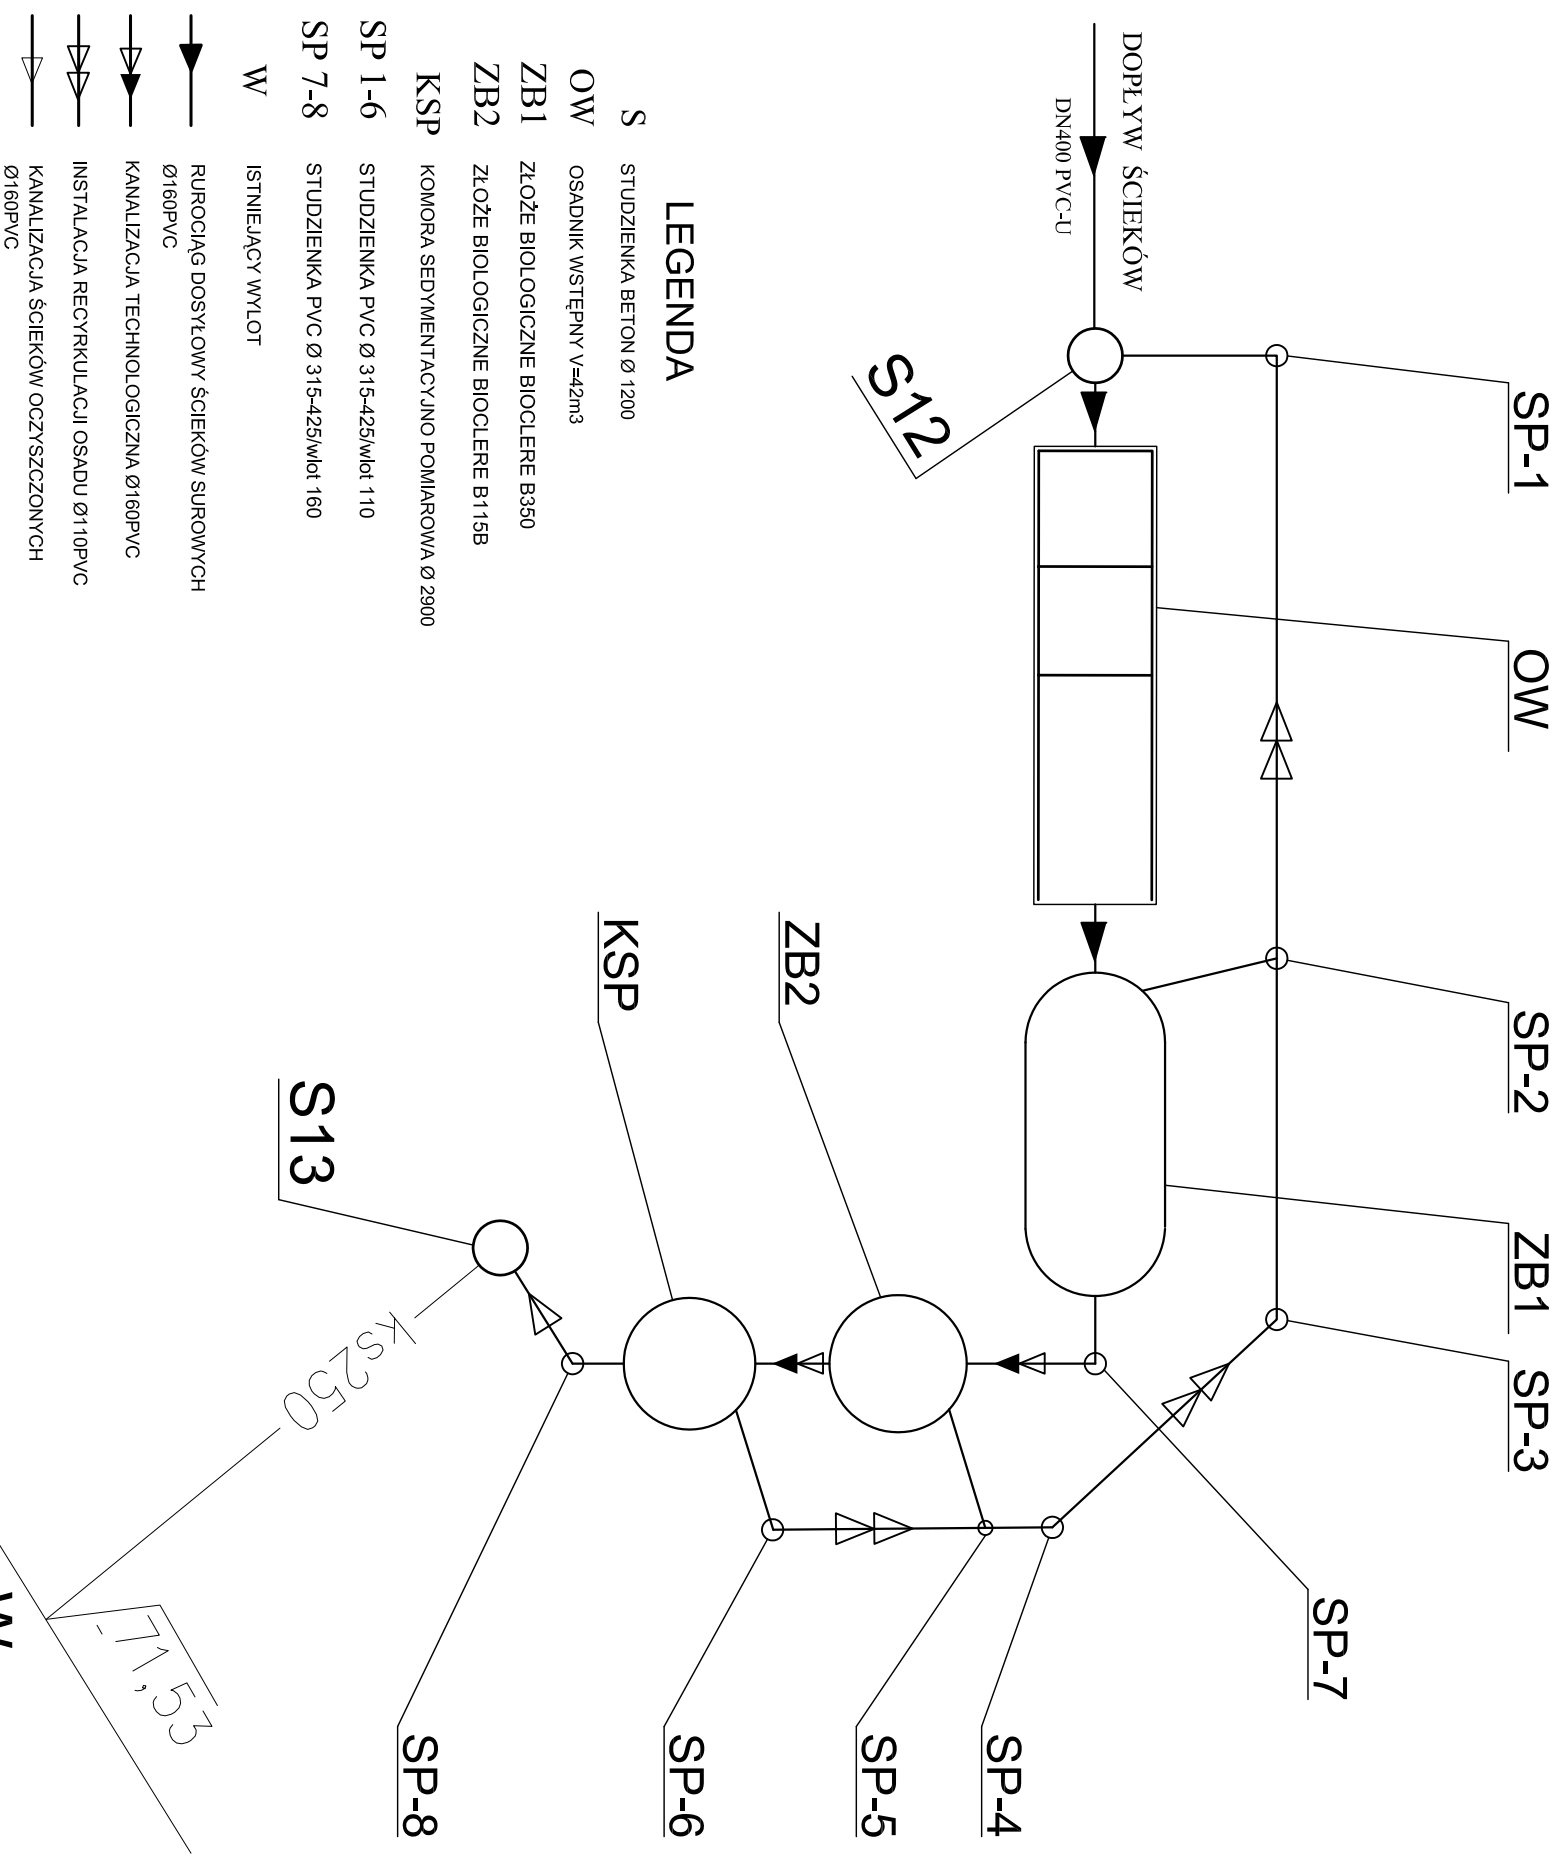 SP-1
OW
SP-2
ZB1
SP-3
SP-7
DOPŁYW ŚCIEKÓW
DN400 PVC-U
S12
ZB2
KSP
S13
SP-4
SP-5
SP-6
SP-8
ks250
71,53
W
LEGENDA
S STUDZIENKA BETON Ø 1200
OW OSADNIK WSTĘPNY V=42m3
ZB1 ZŁOŻE BIOLOGICZNE BIOCLERE B350
ZB2 ZŁOŻE BIOLOGICZNE BIOCLERE B115B
KSP KOMORA SEDYMENTACYJNO POMIAROWA Ø 2900
SP 1-6 STUDZIENKA PVC Ø 315-425/wlot 110
SP 7-8 STUDZIENKA PVC Ø 315-425/wlot 160
W ISTNIEJĄCY WYLOT
RUROCIĄG DOSYŁOWY ŚCIEKÓW SUROWYCH
Ø160PVC
KANALIZACJA TECHNOLOGICZNA Ø160PVC
INSTALACJA RECYRKULACJI OSADU Ø110PVC
KANALIZACJA ŚCIEKÓW OCZYSZCZONYCH
Ø160PVC